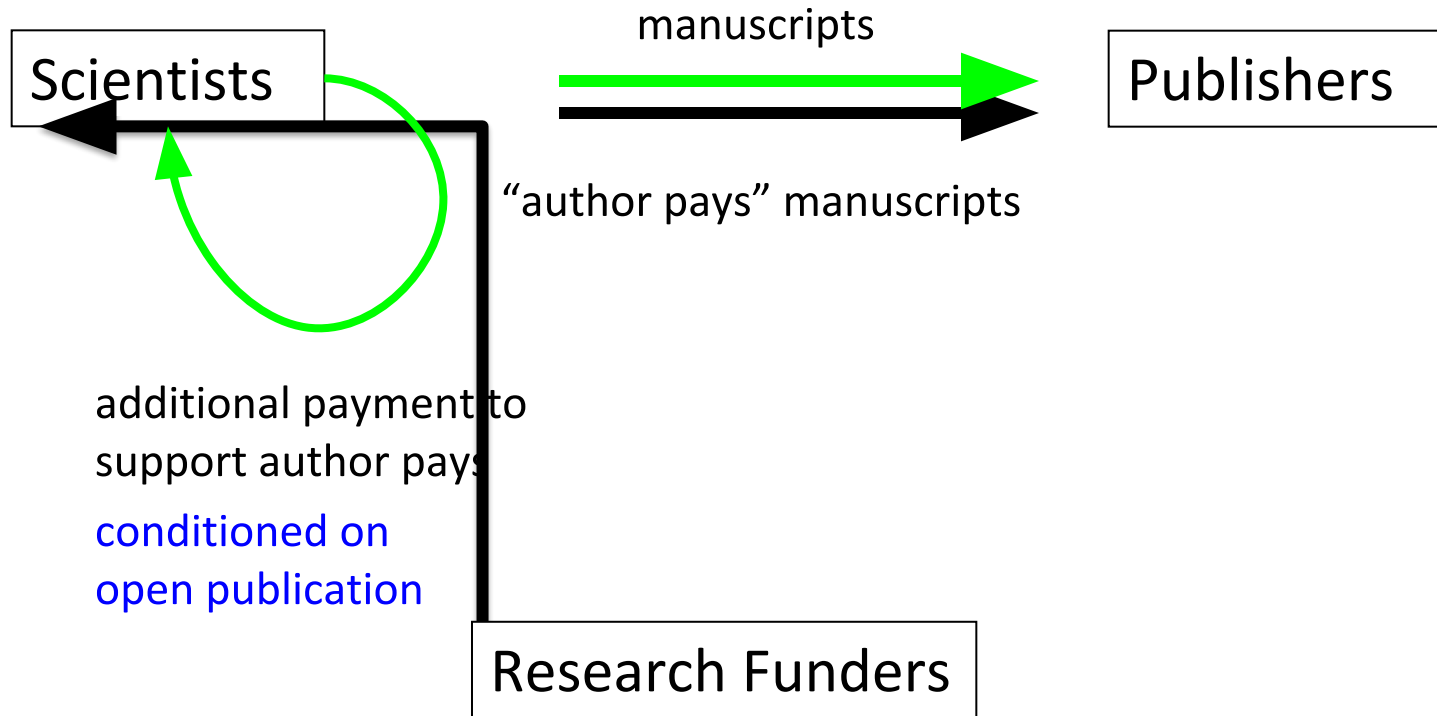 manuscripts
Scientists
Publishers
“author pays” manuscripts
additional payment to
support author pays
conditioned on
open publication
Research Funders